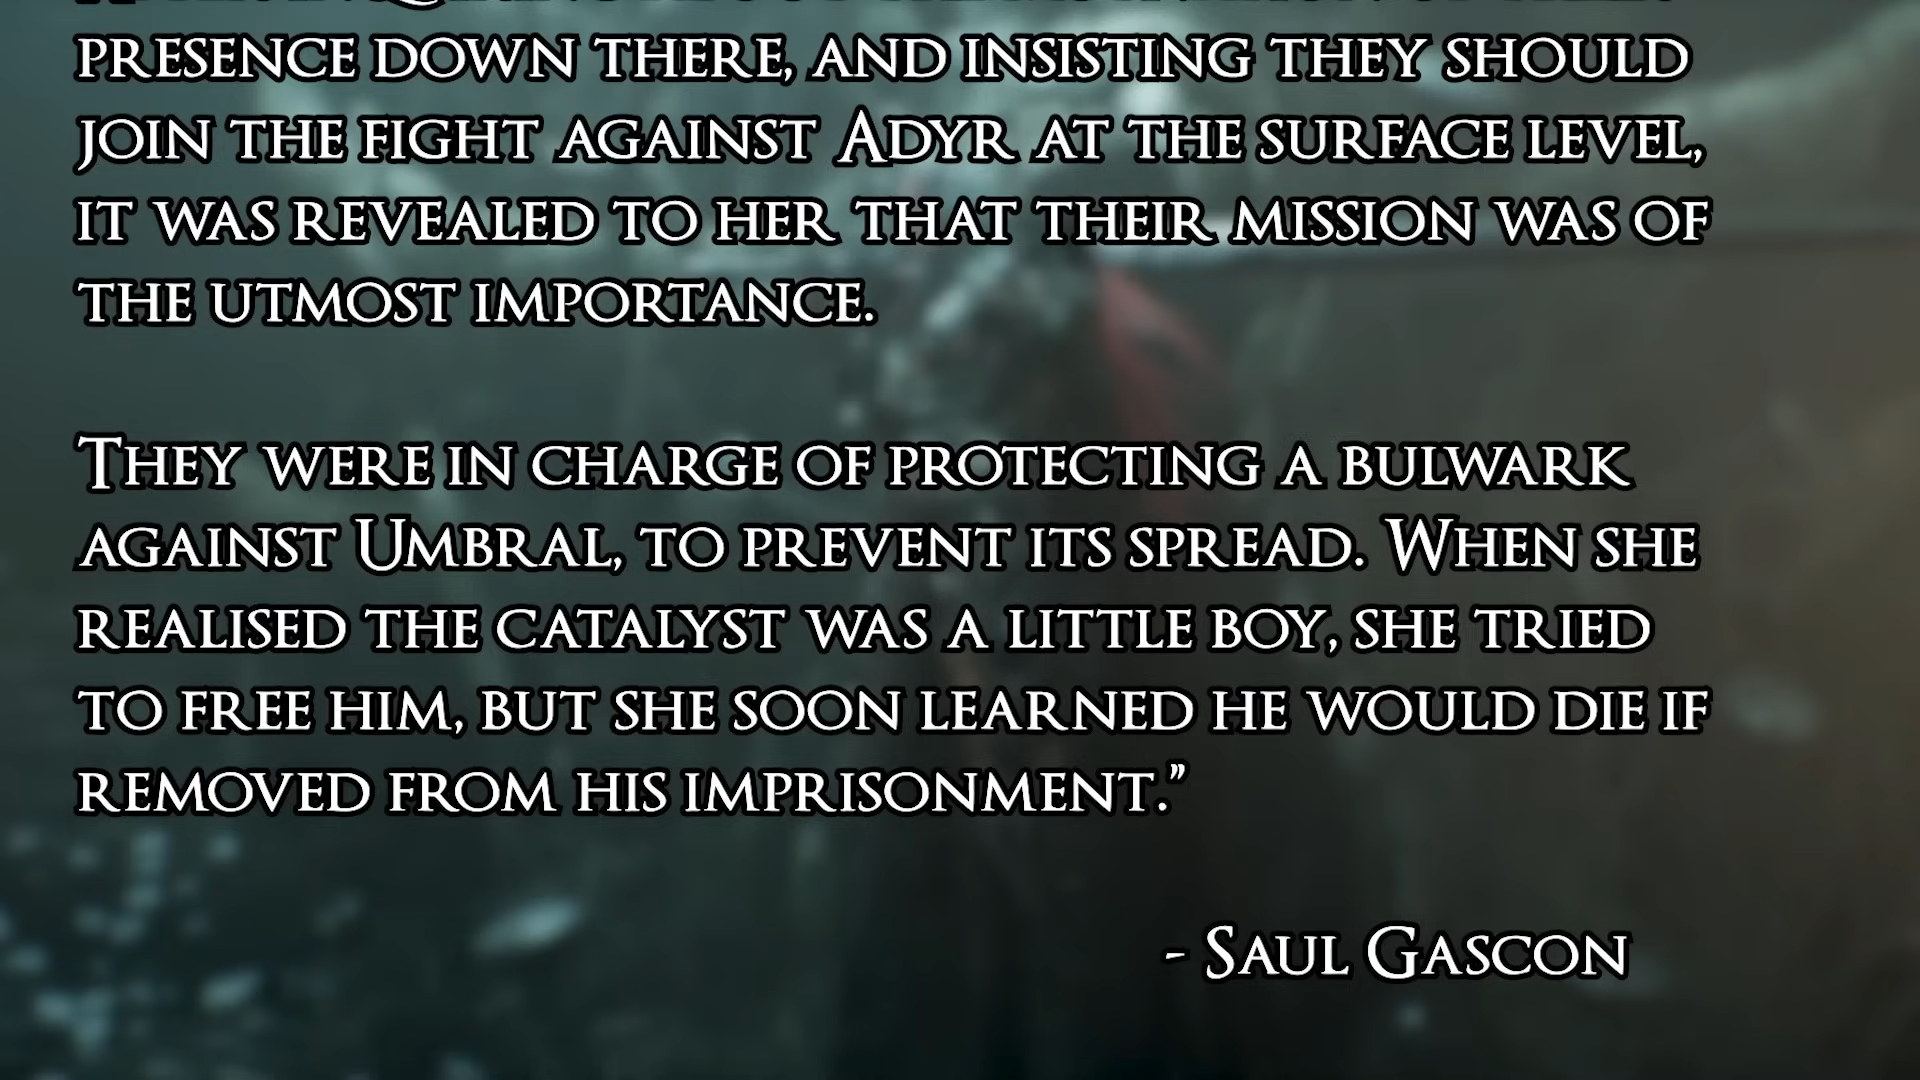 presence down there, and insisting they should
join the fight against Adyr at the surface level,
it was revealed to her that their mission was of
the utmost importance.
They were in charge of protecting a bulwark
against Umbral, to prevent its spread. When she
realised the catalyst was a little boy, she tried
to free him, but she soon learned he would die if
removed from his imprisonment.”
- Saul Gascon